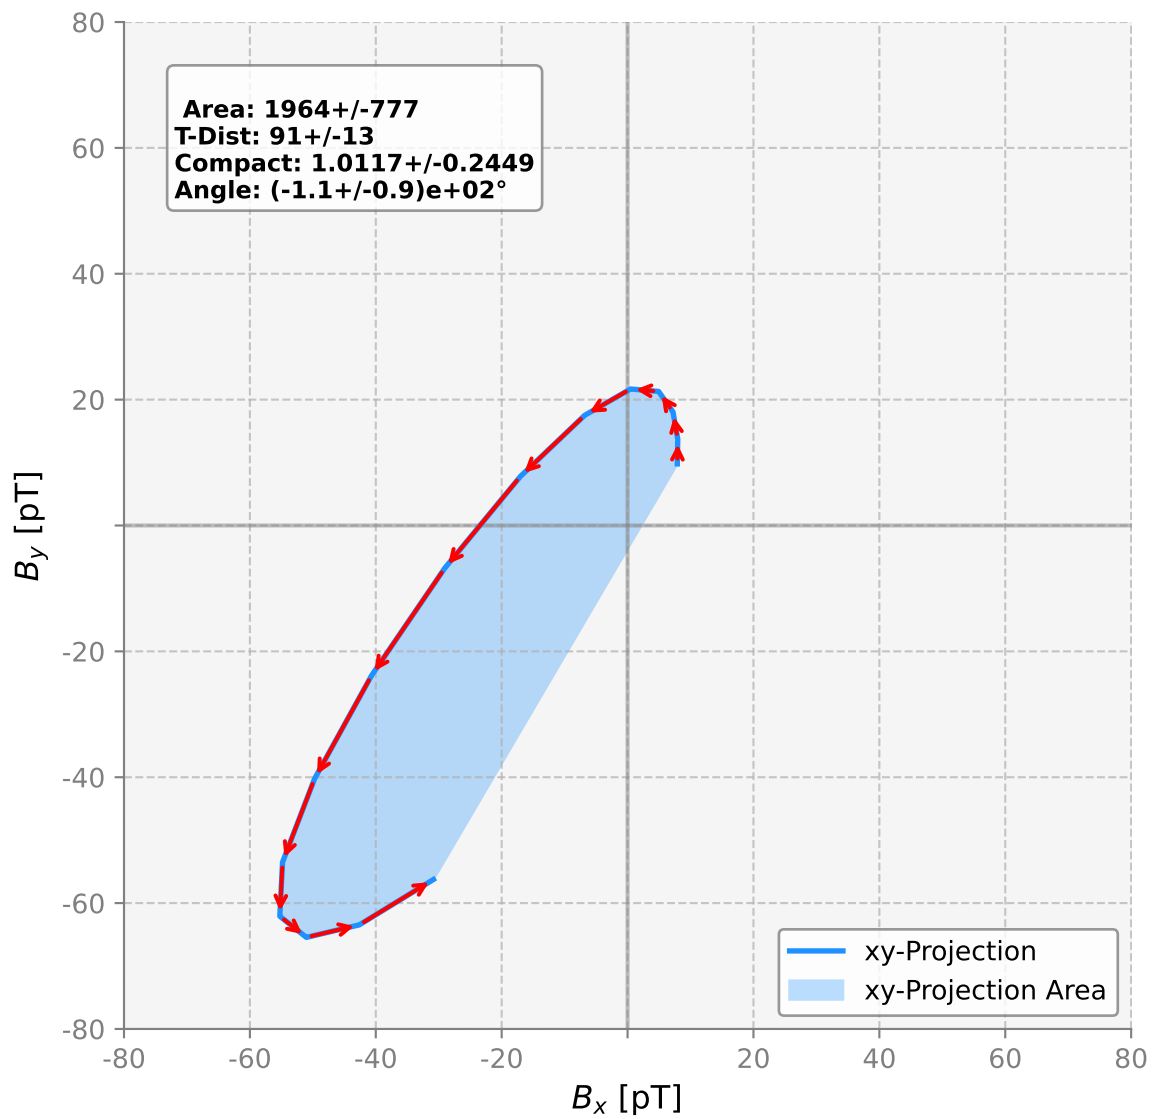 80
60
40
20
-20
-40
-60
-80
-80
-60
-40
-20
20
40
60
80
B_y [pT]
B_x [pT]
Area: 1964+/-777
T-Dist: 91+/-13
Compact: 1.0117+/-0.2449
Angle: (-1.1+/-0.9)e+02°
xy-Projection
xy-Projection Area